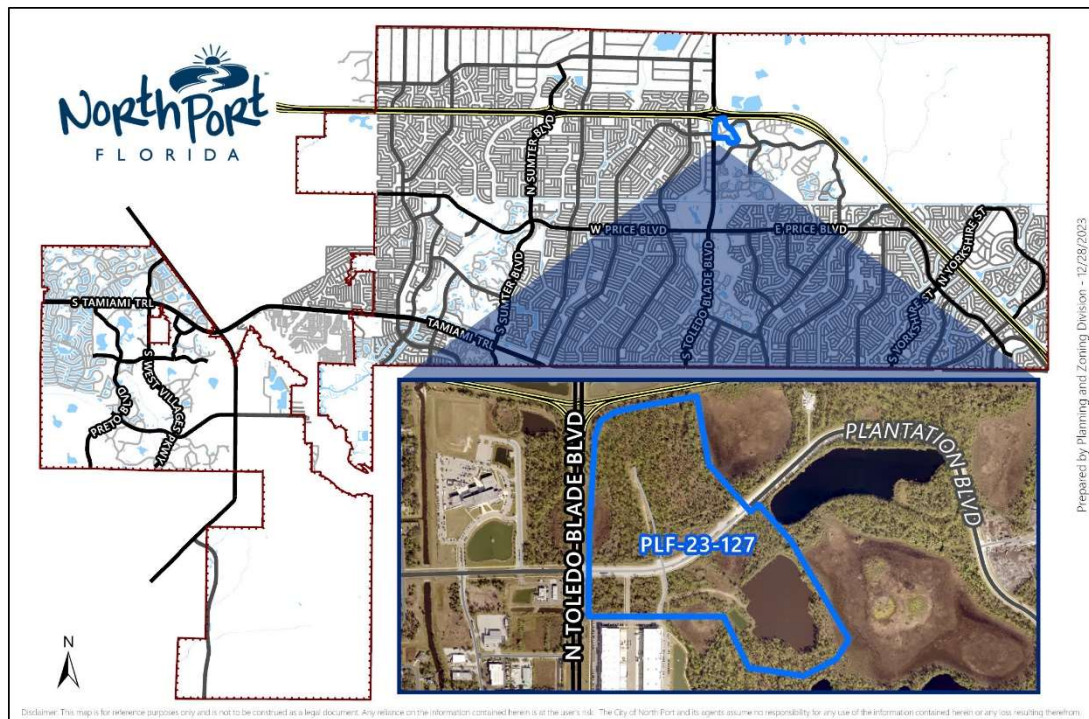 NorthPort
FLORIDA
N SUMTER BLVD
W PRICE BLVD
E PRICE BLVD
N YORKSHIRE ST
S TOLEDO BLADE BLVD
S YORKSHIRE ST
S SUMTER BLVD
S TAMIAMI TRL
TAMIAMI TRL
S WEST VILLAGES PKWY
PRETO BLVD
N TOLEDO BLADE BLVD
PLANTATION BLVD
PLF-23-127
N
Prepared by Planning and Zoning Division - 12/28/2023
Disclaimer: This map is for reference purposes only and is not to be construed as a legal document. Any reliance on the information contained herein is at the user's risk. The City of North Port and its agents assume no responsibility for any use of the information contained herein or any loss resulting therefrom.